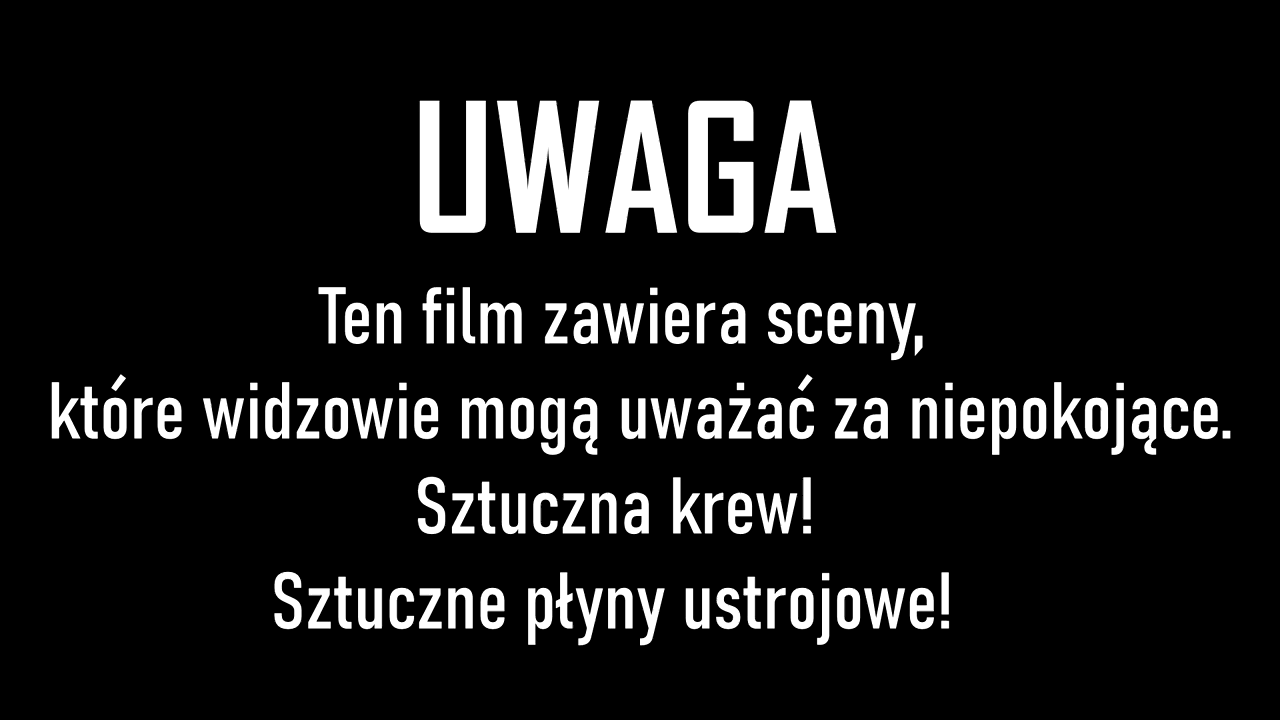 UWAGA
Ten film zawiera sceny,
które widzowie mogą uważać za niepokojące.
Sztuczna krew!
Sztuczne płyny ustrojowe!